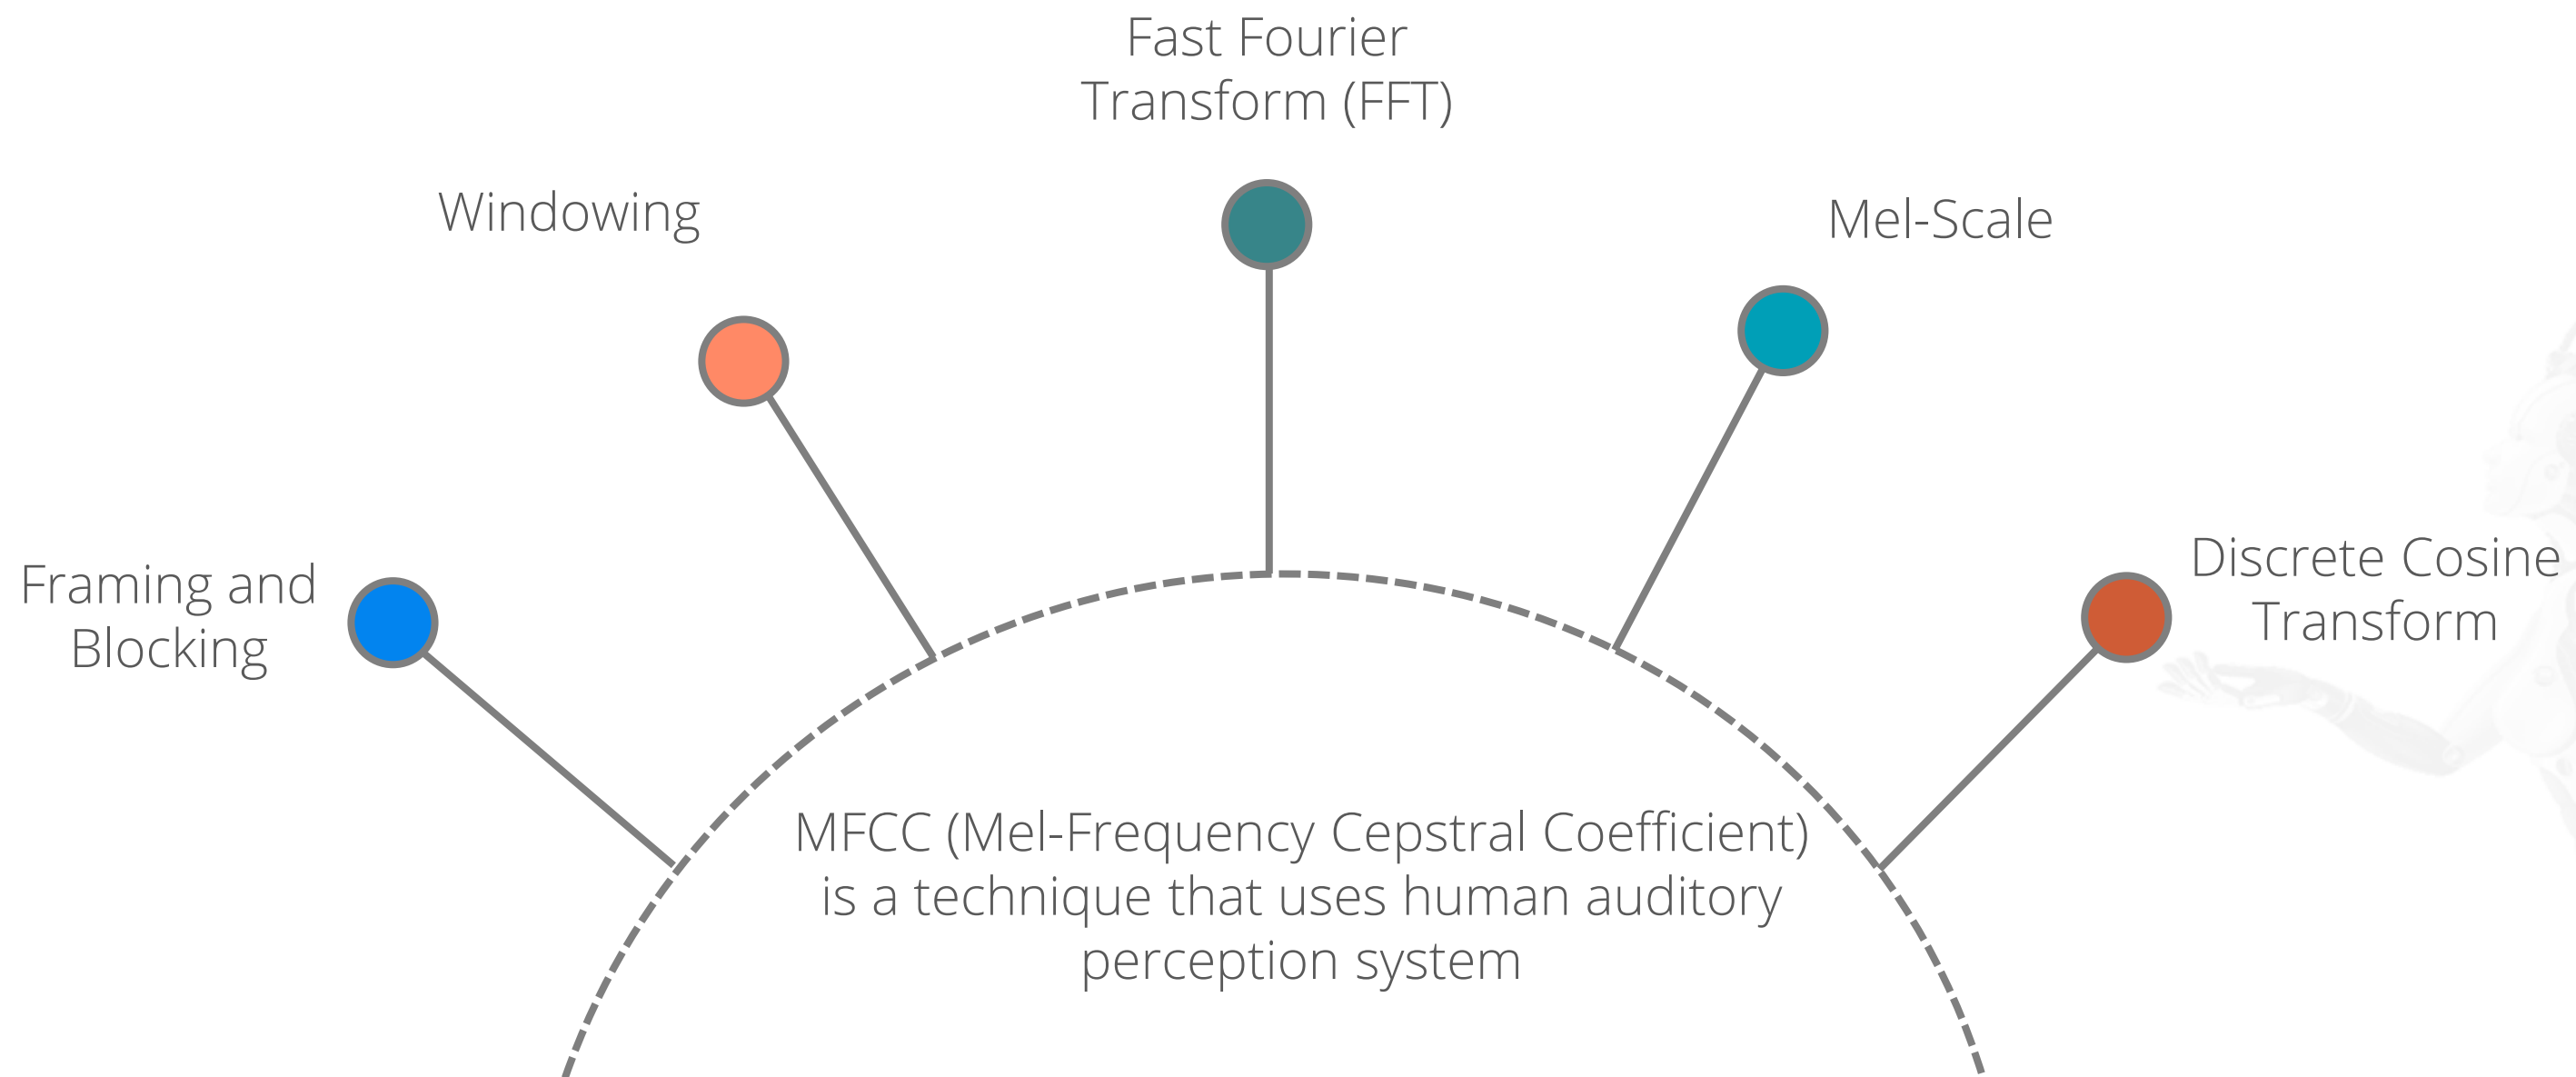 Fast Fourier
Transform (FFT)
Windowing
Mel-Scale
Framing and
Blocking
Discrete Cosine
Transform
MFCC (Mel-Frequency Cepstral Coefficient)
is a technique that uses human auditory
perception system